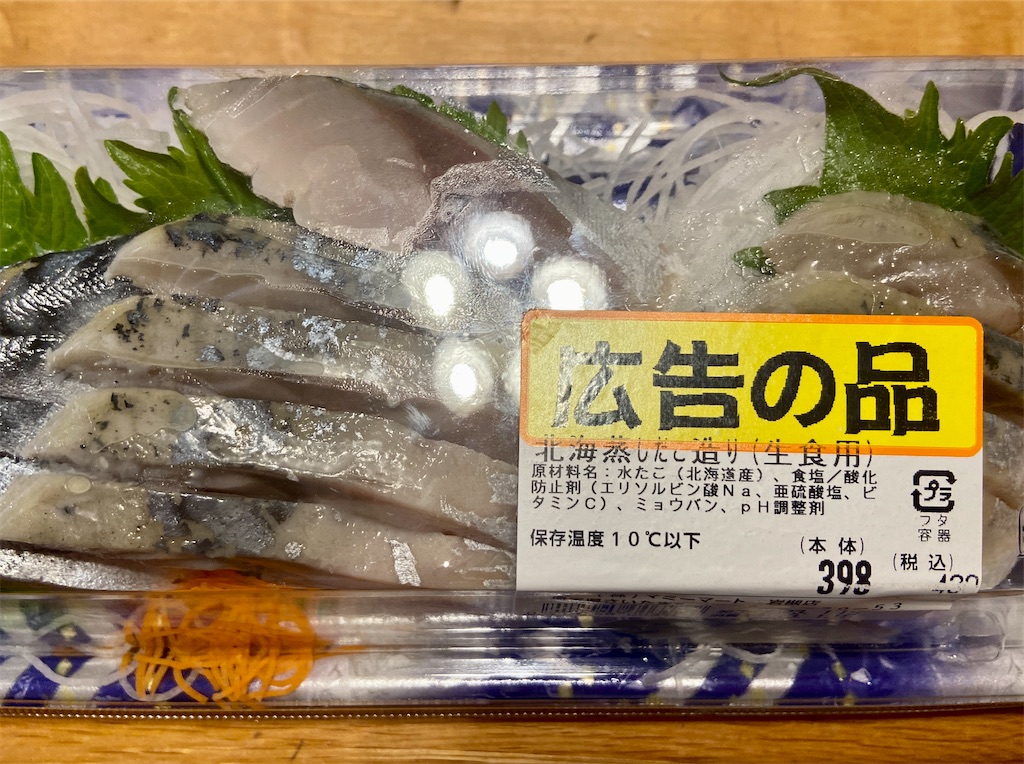 広告の品
北海蒸しだこ造り(生食用)
原材料名:水たこ(北海道産)、食塩/酸化
防止剤(エリソルビン酸Na、亜硫酸塩、ビ
タミンC)、ミョウバン、pH調整剤
プラ
フタ
容器
保存温度10℃以下
(本体)
(税込)
398